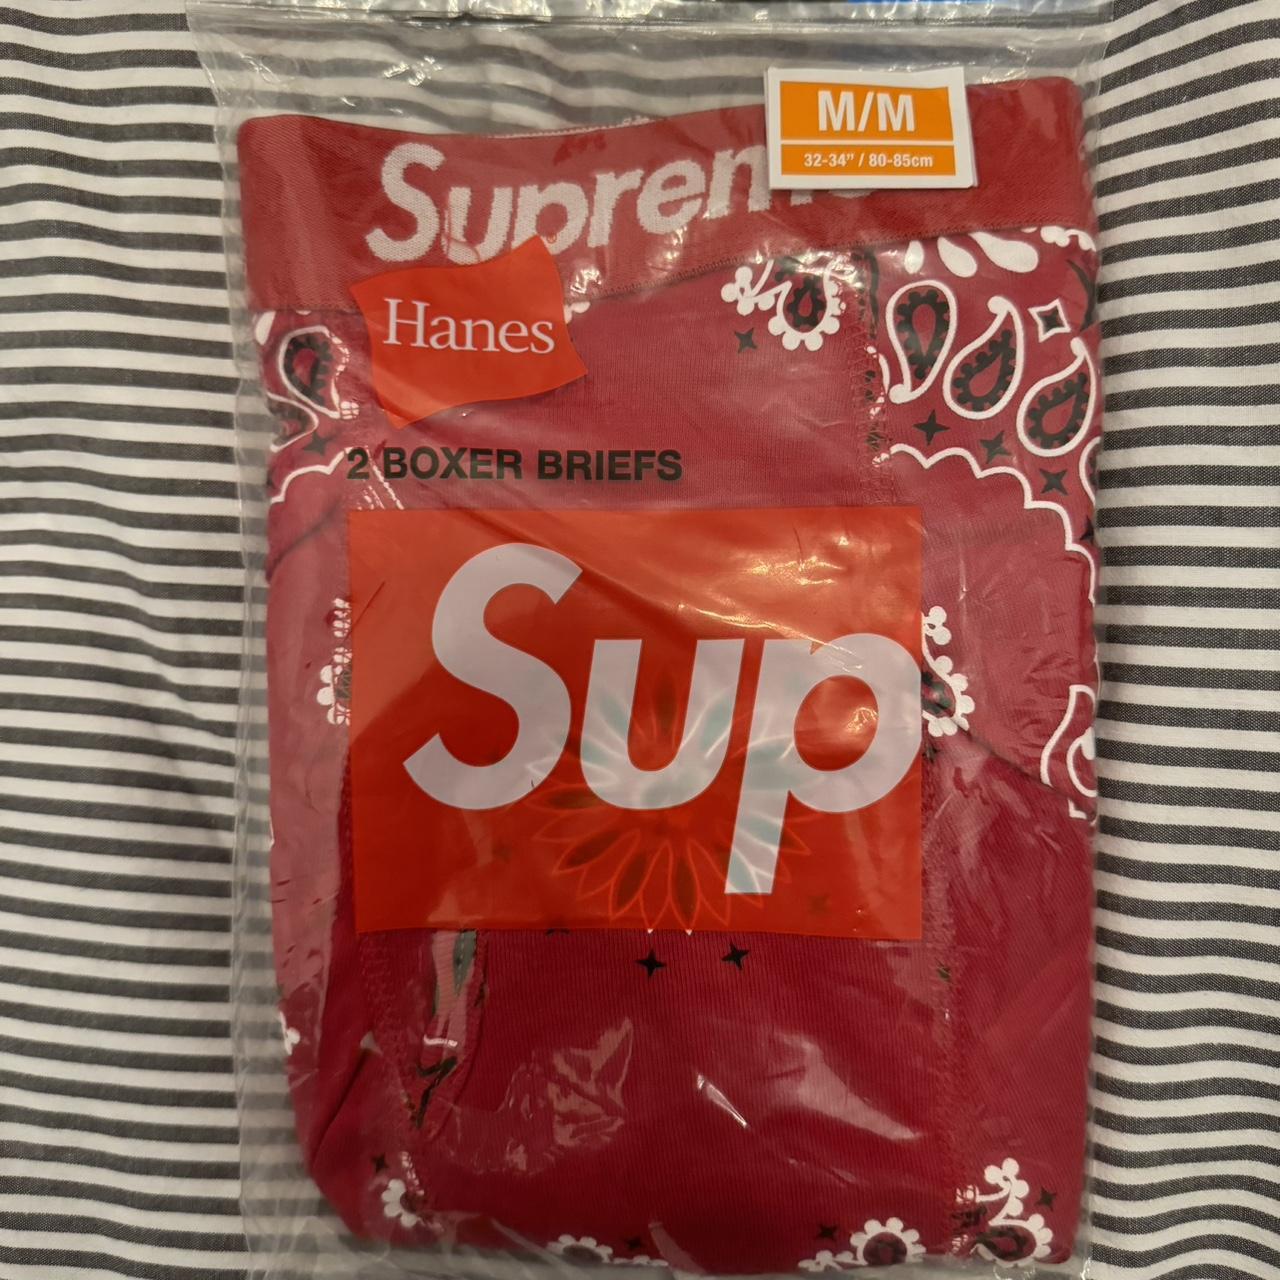 M/M
32-34" / 80-85cm
Supreme
Hanes
2 BOXER BRIEFS
Sup